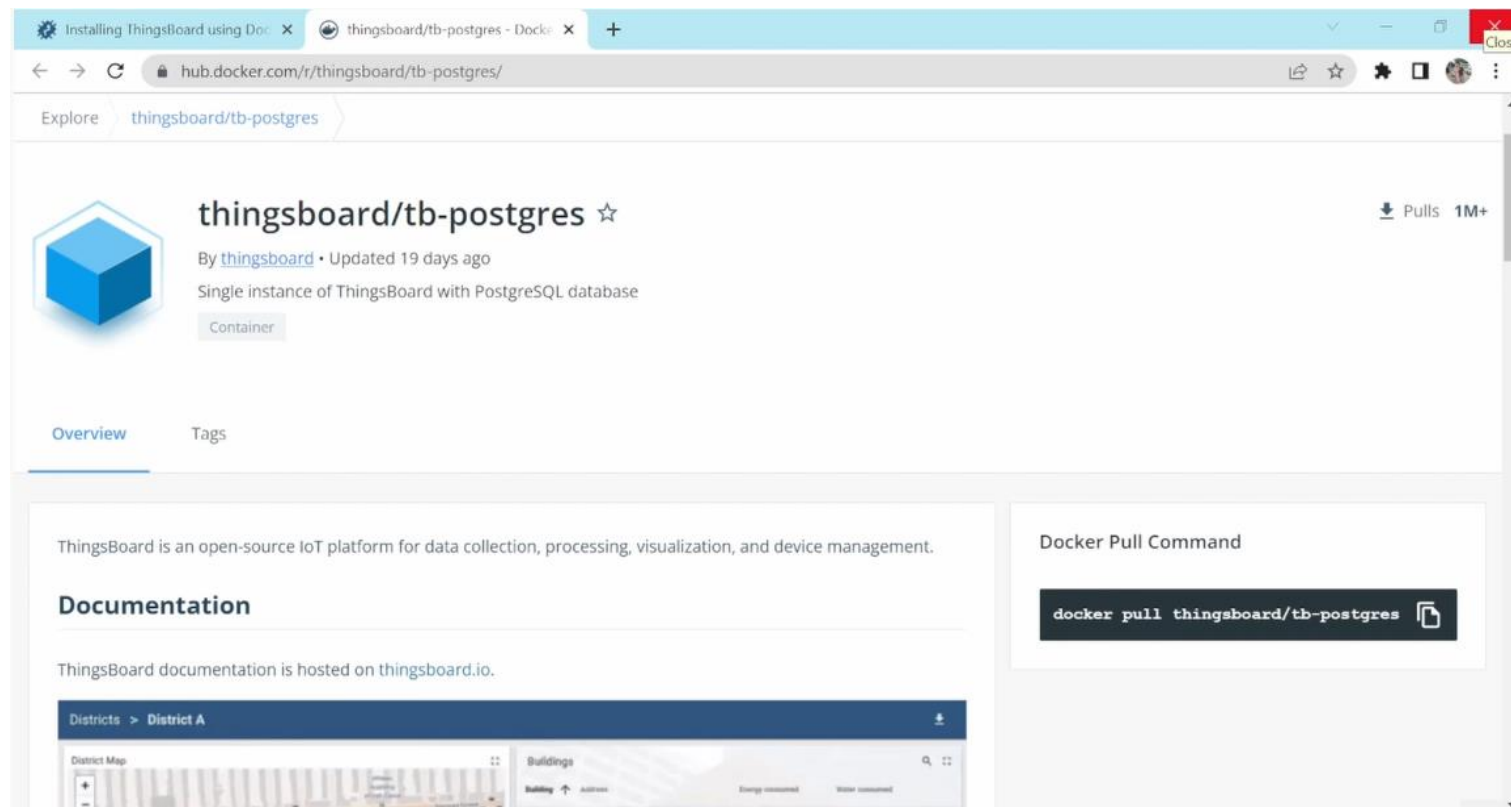 Installing ThingsBoard using Doc
thingsboard/tb-postgres - Docke
Clos
hub.docker.com/r/thingsboard/tb-postgres/
Explore thingsboard/tb-postgres
thingsboard/tb-postgres
Pulls 1M+
By thingsboard • Updated 19 days ago
Single instance of ThingsBoard with PostgreSQL database
Container
Overview Tags
ThingsBoard is an open-source IoT platform for data collection, processing, visualization, and device management.
Docker Pull Command
Documentation
docker pull thingsboard/tb-postgres
ThingsBoard documentation is hosted on thingsboard.io.
Districts > District A
District Map
Buildings
Building Address Energy consumed Water consumed